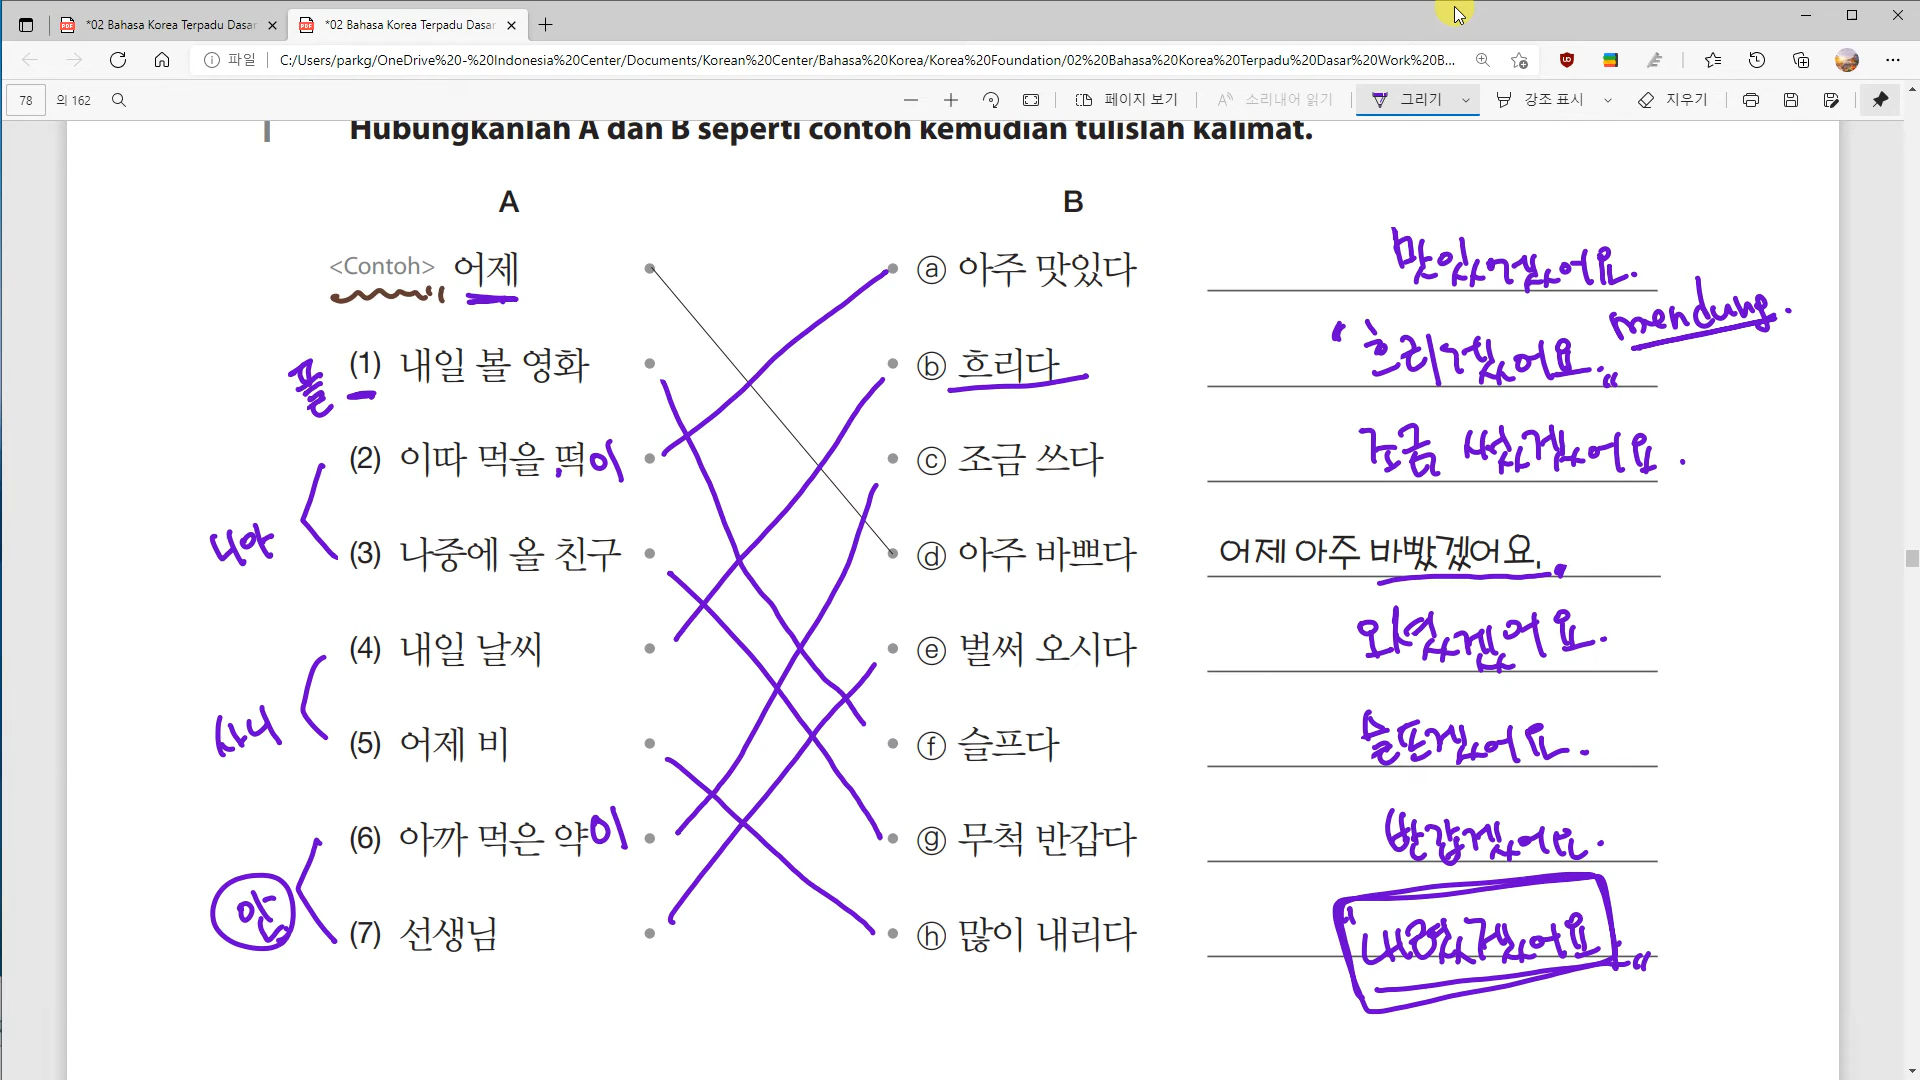 *02 Bahasa Korea Terpadu Dasar
*02 Bahasa Korea Terpadu Dasar
파일
C:/Users/parkg/OneDrive%20-%20Indonesia%20Center/Documents/Korean%20Center/Bahasa%20Korea/Korea%20Foundation/02%20Bahasa%20Korea%20Terpadu%20Dasar%20Work%20B...
78 의 162 페이지 보기 소리내어 읽기 그리기 강조 표시 지우기
1 Hubungkanlah A dan B seperti contoh kemudian tulislah kalimat.
A B
<Contoh> 어제 ⓐ 아주 맛있다 맛있겠어요.
mendung.
플 (1) 내일 볼 영화 ⓑ 흐리다 "흐리겠어요."
(2) 이따 먹을 떡이 ⓒ 조금 쓰다 조금 썼겠어요.
니아 (3) 나중에 올 친구 ⓓ 아주 바쁘다 어제 아주 바빴겠어요.
(4) 내일 날씨 ⓔ 벌써 오시다 오셨겠어요.
사니 (5) 어제 비 ⓕ 슬프다 슬프겠어요.
(6) 아까 먹은 약이 ⓖ 무척 반갑다 반갑겠어요.
안 (7) 선생님 ⓗ 많이 내리다 "내렸겠어요."